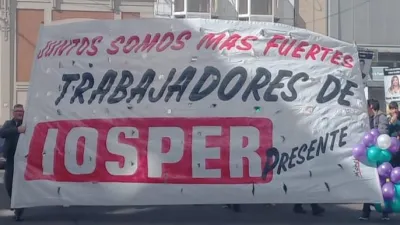 JUNTOS SOMOS MAS FUERTES
TRABAJADORES DE
IOSPER
PRESENTE